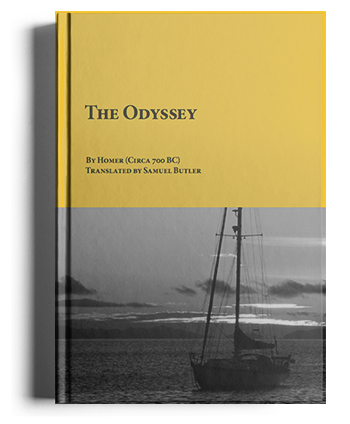 The Odyssey
By Homer (Circa 700 BC)
Translated by Samuel Butler